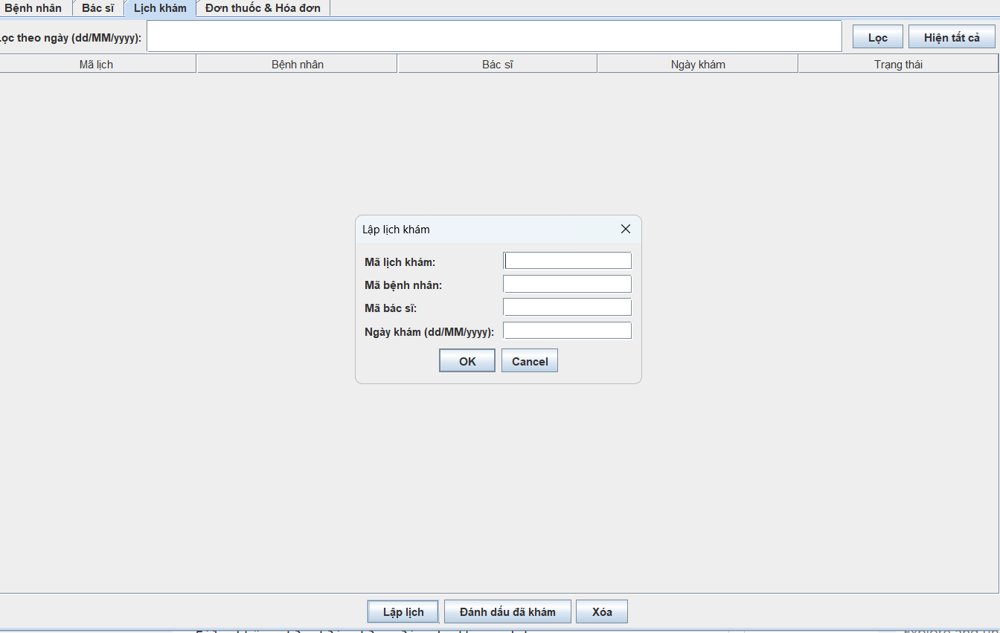 Bệnh nhân Bác sĩ Lịch khám Đơn thuốc & Hóa đơn
Lọc theo ngày (dd/MM/yyyy): Lọc Hiện tất cả
Mã lịch Bệnh nhân Bác sĩ Ngày khám Trạng thái
Lập lịch khám
Mã lịch khám:
Mã bệnh nhân:
Mã bác sĩ:
Ngày khám (dd/MM/yyyy):
OK Cancel
Lập lịch Đánh dấu đã khám Xóa